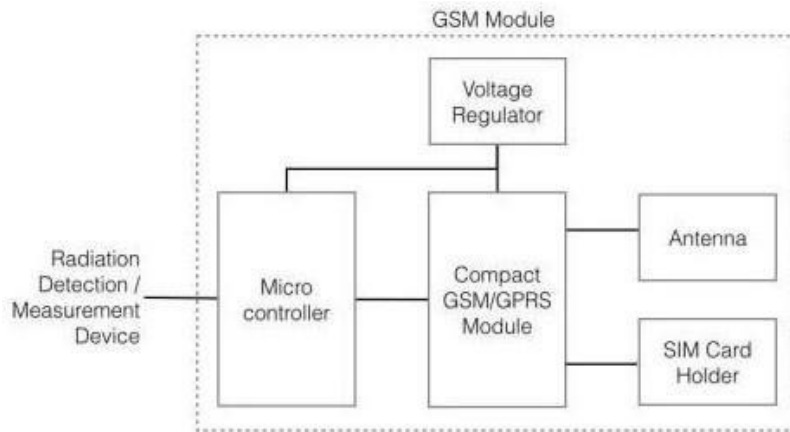 GSM Module
Voltage
Regulator
Radiation
Detection /
Measurement
Device
Micro
controller
Compact
GSM/GPRS
Module
Antenna
SIM Card
Holder